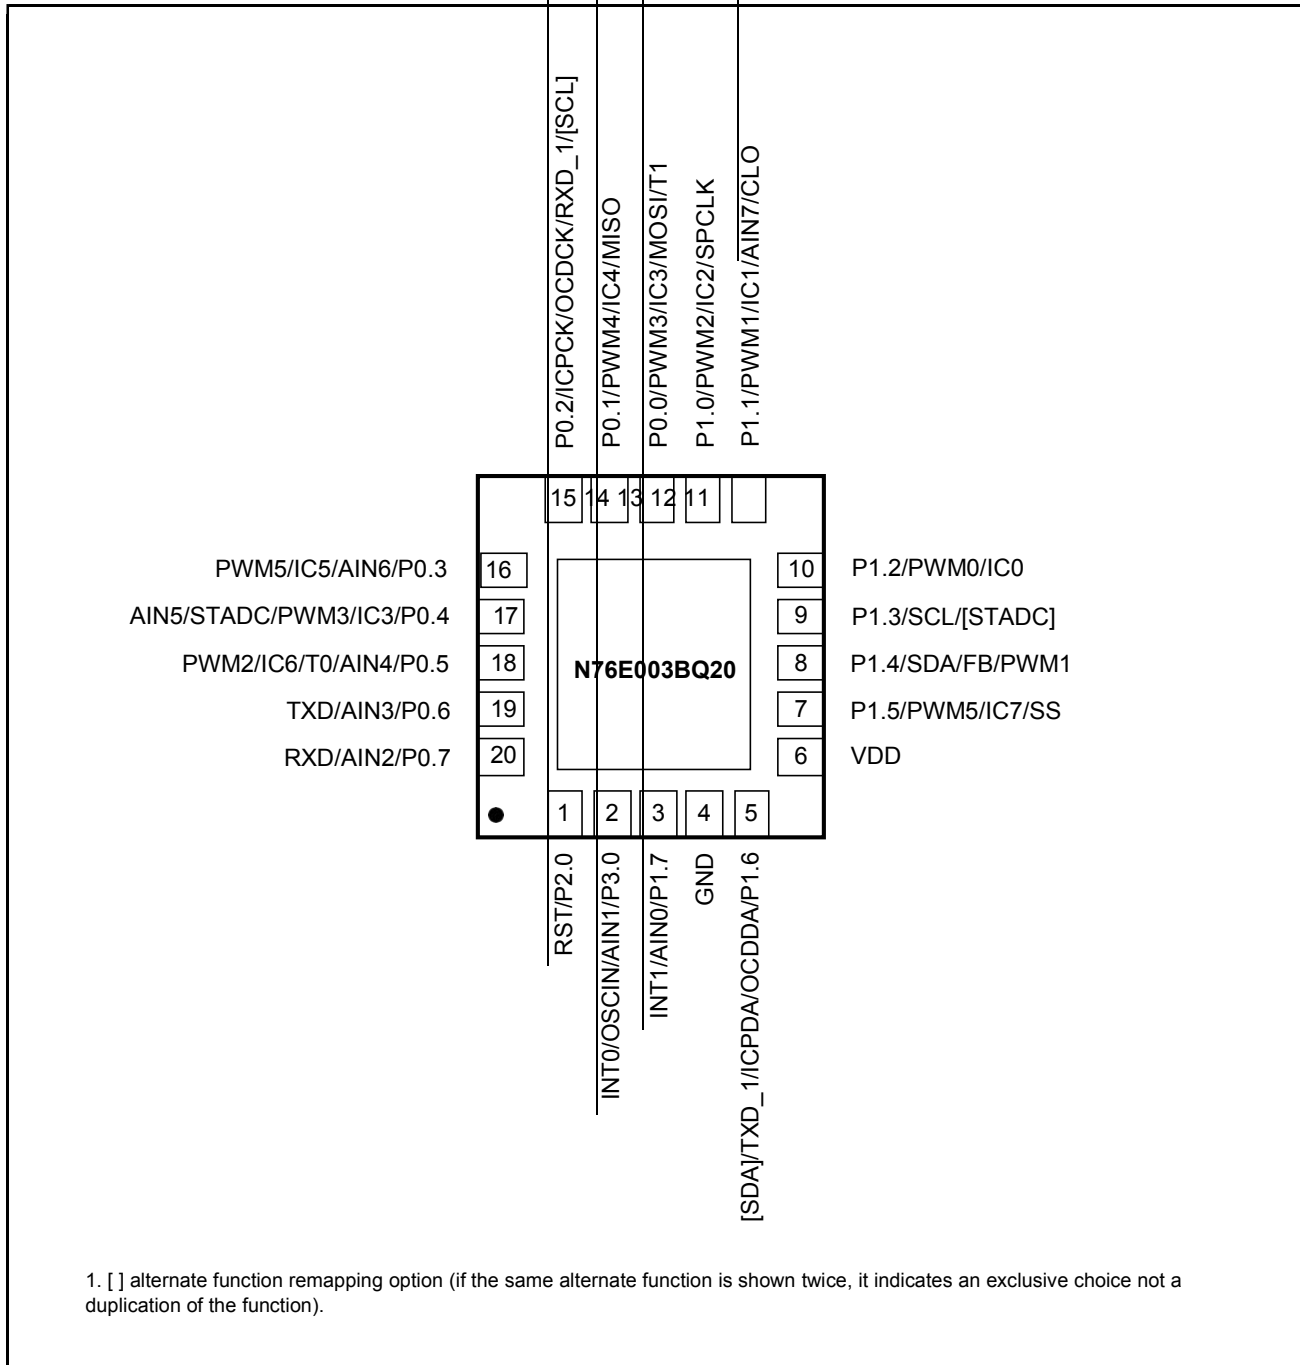 P0.2/ICPCK/OCDCK/RXD_1/[SCL]
P0.1/PWM4/IC4/MISO
P0.0/PWM3/IC3/MOSI/T1
P1.0/PWM2/IC2/SPCLK
P1.1/PWM1/IC1/AIN7/CLO
15 14 13 12 11
PWM5/IC5/AIN6/P0.3 16
10 P1.2/PWM0/IC0
AIN5/STADC/PWM3/IC3/P0.4 17
9 P1.3/SCL/[STADC]
PWM2/IC6/T0/AIN4/P0.5 18
N76E003BQ20
8 P1.4/SDA/FB/PWM1
TXD/AIN3/P0.6 19
7 P1.5/PWM5/IC7/SS
RXD/AIN2/P0.7 20
6 VDD
1 2 3 4 5
RST/P2.0
INT0/OSCIN/AIN1/P3.0
INT1/AIN0/P1.7
GND
[SDA]/TXD_1/ICPDA/OCDDA/P1.6
1. [ ] alternate function remapping option (if the same alternate function is shown twice, it indicates an exclusive choice not a
duplication of the function).